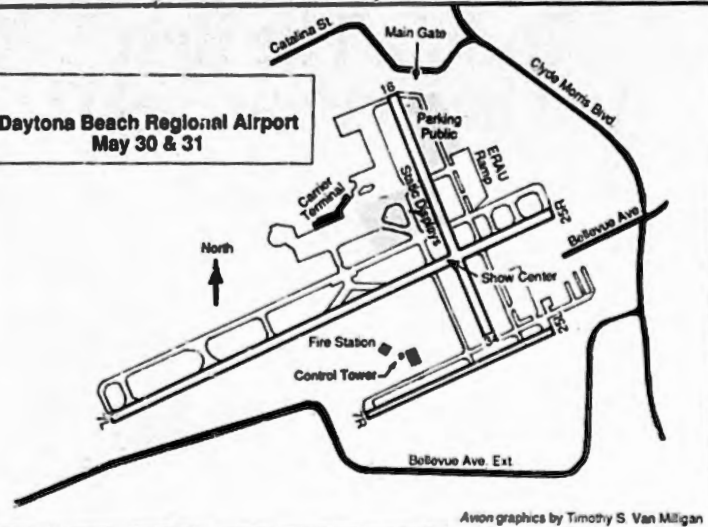 Catalina St.
Main Gate
Clyde Morris Blvd.
Daytona Beach Regional Airport
May 30 & 31
16
Parking
Public
ERAU
Ramp
Static Displays
Carrier
Terminal
25R
Bellevue Ave.
North
Show Center
Fire Station
34
Control Tower
7L
7R
Bellevue Ave. Ext
Avion graphics by Timothy S. Van Milligan